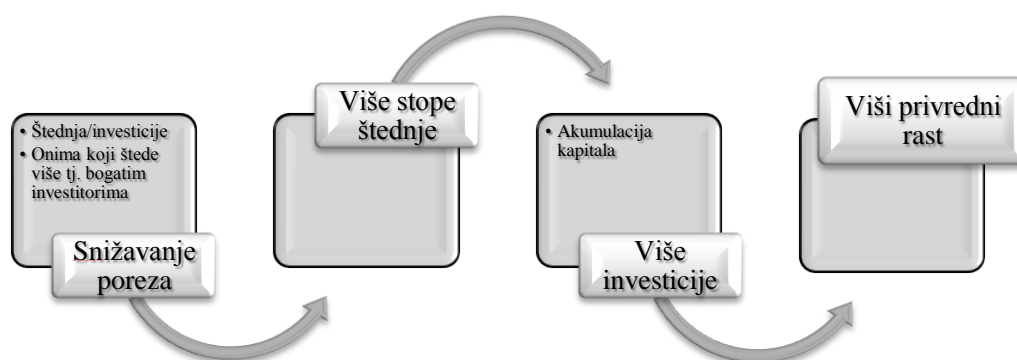 • Štednja/investicije
• Onima koji štede
više tj. bogatim
investitorima
Snižavanje
poreza
Više stope
štednje
• Akumulacija
kapitala
Više
investicije
Viši privredni
rast